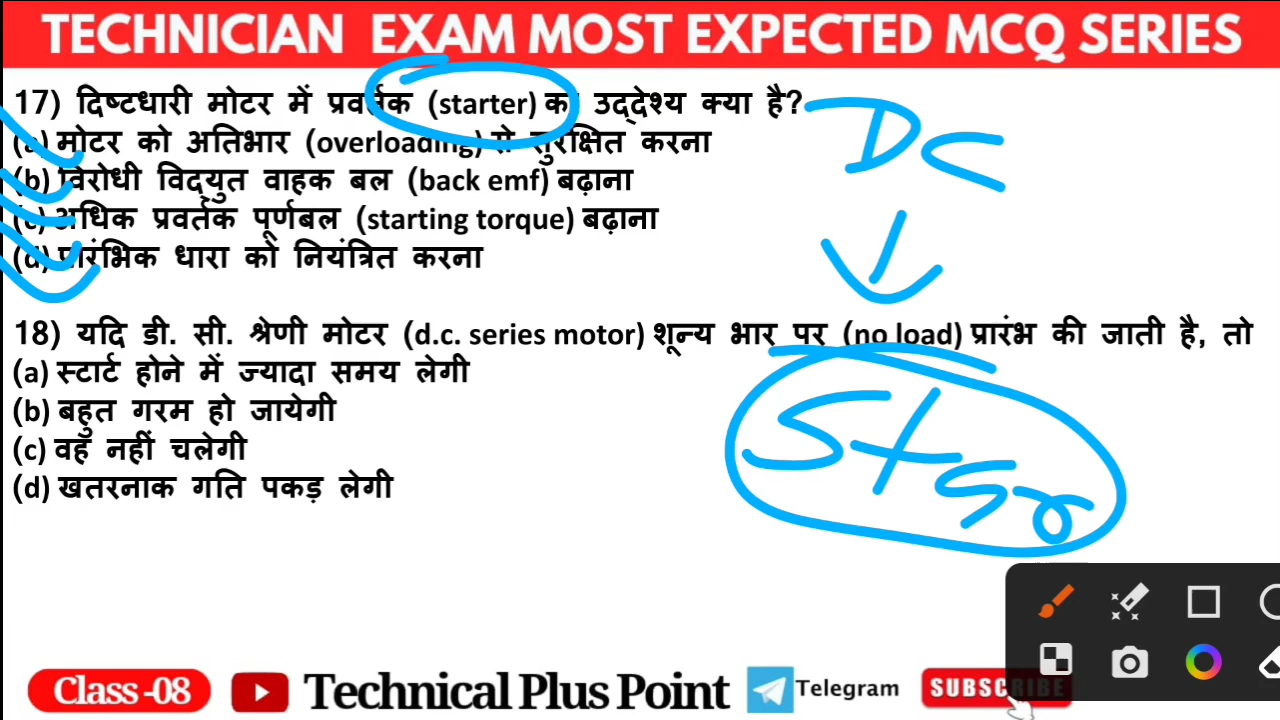 TECHNICIAN EXAM MOST EXPECTED MCQ SERIES
17) दिष्टधारी मोटर में प्रवर्तक (starter) का उद्देश्य क्या है?
(a) मोटर को अतिभार (overloading) से सुरक्षित करना
(b) विरोधी विद्युत वाहक बल (back emf) बढ़ाना
(c) अधिक प्रवर्तक पूर्णबल (starting torque) बढ़ाना
(d) प्रारंभिक धारा को नियंत्रित करना
DC
18) यदि डी. सी. श्रेणी मोटर (d.c. series motor) शून्य भार पर (no load) प्रारंभ की जाती है, तो
(a) स्टार्ट होने में ज्यादा समय लेगी
(b) बहुत गरम हो जायेगी
(c) वह नहीं चलेगी
(d) खतरनाक गति पकड़ लेगी
Class -08 Technical Plus Point Telegram SUBSCRIBE